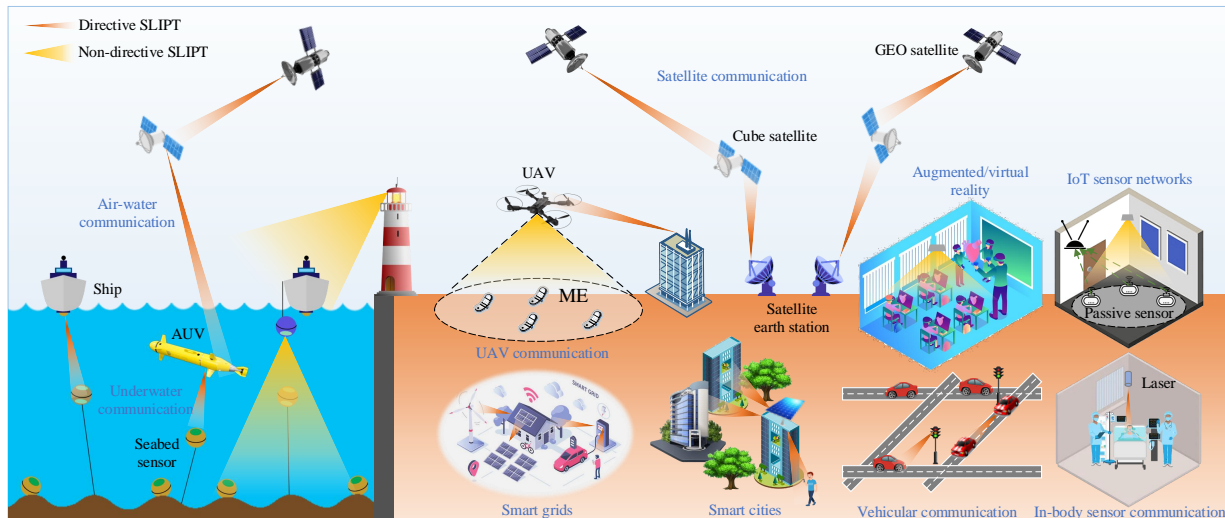 Directive SLIPT
Non-directive SLIPT
GEO satellite
Satellite communication
Cube satellite
UAV
Augmented/virtual
reality
IoT sensor networks
Air-water
communication
Ship
ME
Passive sensor
Satellite
earth station
AUV
UAV communication
Underwater
communication
SMART GRID
Laser
Seabed
sensor
Smart grids
Smart cities
Vehicular communication
In-body sensor communication